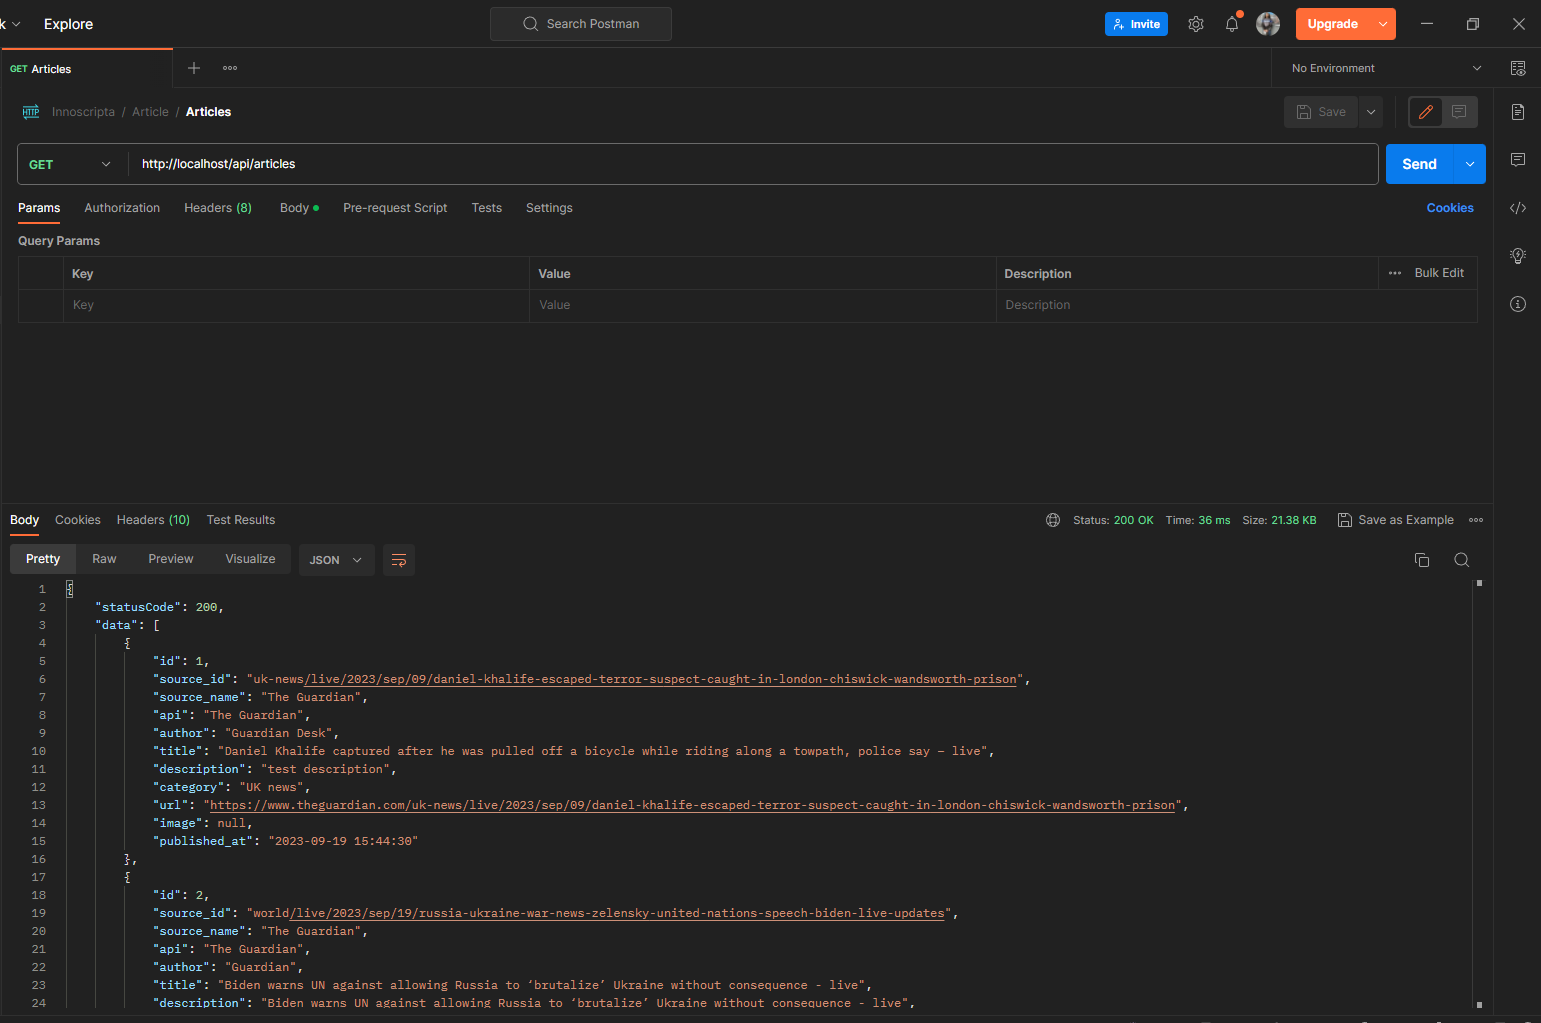 k Explore Search Postman Invite Upgrade
GET Articles No Environment
HTTP Innoscripta / Article / Articles Save
GET http://localhost/api/articles Send
Params Authorization Headers (8) Body Pre-request Script Tests Settings Cookies
Query Params
Key Value Description Bulk Edit
Key Value Description
Body Cookies Headers (10) Test Results Status: 200 OK Time: 36 ms Size: 21.38 KB Save as Example
Pretty Raw Preview Visualize JSON
1 {
2 "statusCode": 200,
3 "data": [
4 {
5 "id": 1,
6 "source_id": "uk-news/live/2023/sep/09/daniel-khalife-escaped-terror-suspect-caught-in-london-chiswick-wandsworth-prison",
7 "source_name": "The Guardian",
8 "api": "The Guardian",
9 "author": "Guardian Desk",
10 "title": "Daniel Khalife captured after he was pulled off a bicycle while riding along a towpath, police say – live",
11 "description": "test description",
12 "category": "UK news",
13 "url": "https://www.theguardian.com/uk-news/live/2023/sep/09/daniel-khalife-escaped-terror-suspect-caught-in-london-chiswick-wandsworth-prison",
14 "image": null,
15 "published_at": "2023-09-19 15:44:30"
16 },
17 {
18 "id": 2,
19 "source_id": "world/live/2023/sep/19/russia-ukraine-war-news-zelensky-united-nations-speech-biden-live-updates",
20 "source_name": "The Guardian",
21 "api": "The Guardian",
22 "author": "Guardian",
23 "title": "Biden warns UN against allowing Russia to ‘brutalize’ Ukraine without consequence - live",
24 "description": "Biden warns UN against allowing Russia to ‘brutalize’ Ukraine without consequence - live",